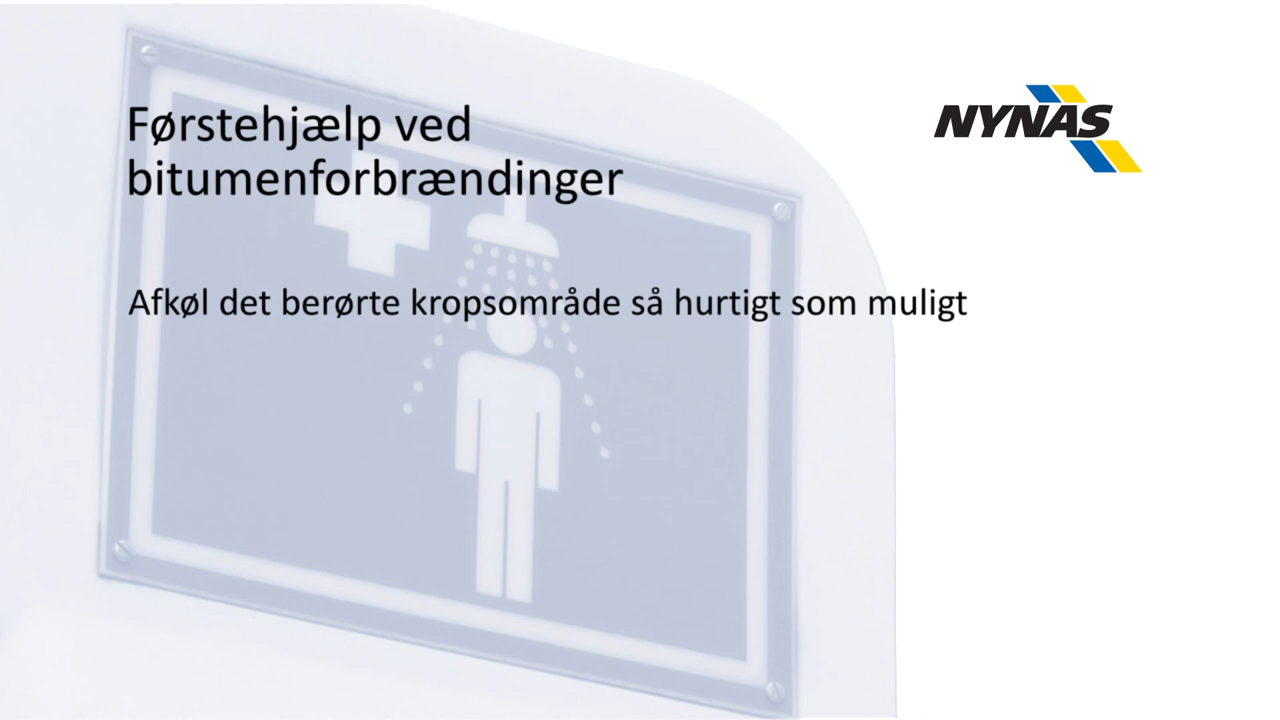 Førstehjælp ved
bitumenforbrændinger
NYNAS
Afkøl det berørte kropsområde så hurtigt som muligt